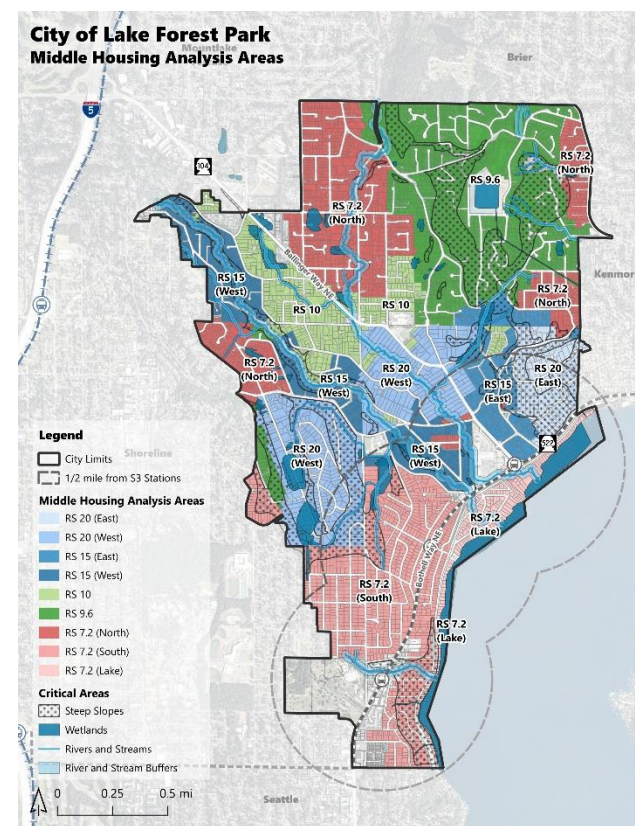 City of Lake Forest Park
Middle Housing Analysis Areas
Mountlake
Brier
5
104
RS 9.6
RS 7.2
(North)
RS 7.2
(North)
Ballinger Way NE
Kenmor
RS 15
(West)
RS 7.2
(North)
RS 10
RS 10
RS 7.2
(North)
RS 20
(West)
RS 20
(East)
RS 15
(West)
RS 15
(East)
522
RS 20
(West)
RS 15
(West)
Shoreline
RS 7.2
(Lake)
Bothell Way NE
RS 7.2
(South)
RS 7.2
(Lake)
Legend
City Limits
1/2 mile from S3 Stations
Middle Housing Analysis Areas
RS 20 (East)
RS 20 (West)
RS 15 (East)
RS 15 (West)
RS 10
RS 9.6
RS 7.2 (North)
RS 7.2 (South)
RS 7.2 (Lake)
Critical Areas
Steep Slopes
Wetlands
Rivers and Streams
River and Stream Buffers
0 0.25 0.5 mi
Seattle